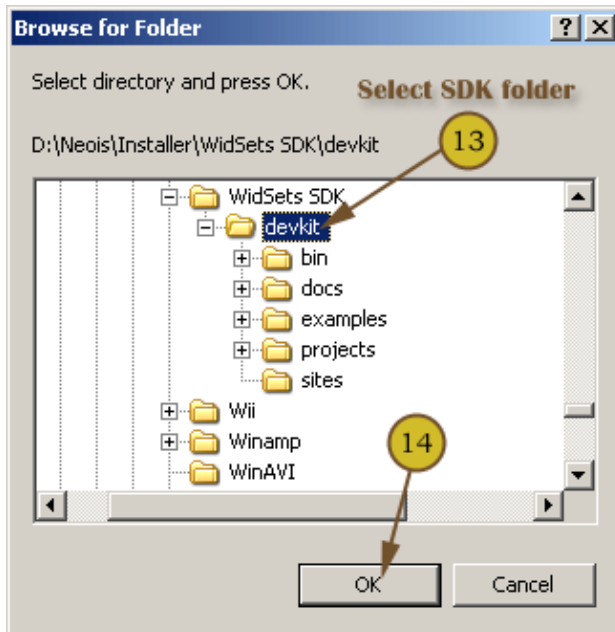 Browse for Folder
Select directory and press OK.
Select SDK folder
D:\Neois\Installer\WidSets SDK\devkit
13
WidSets SDK
devkit
bin
docs
examples
projects
sites
Wii
Winamp
14
WinAVI
OK
Cancel